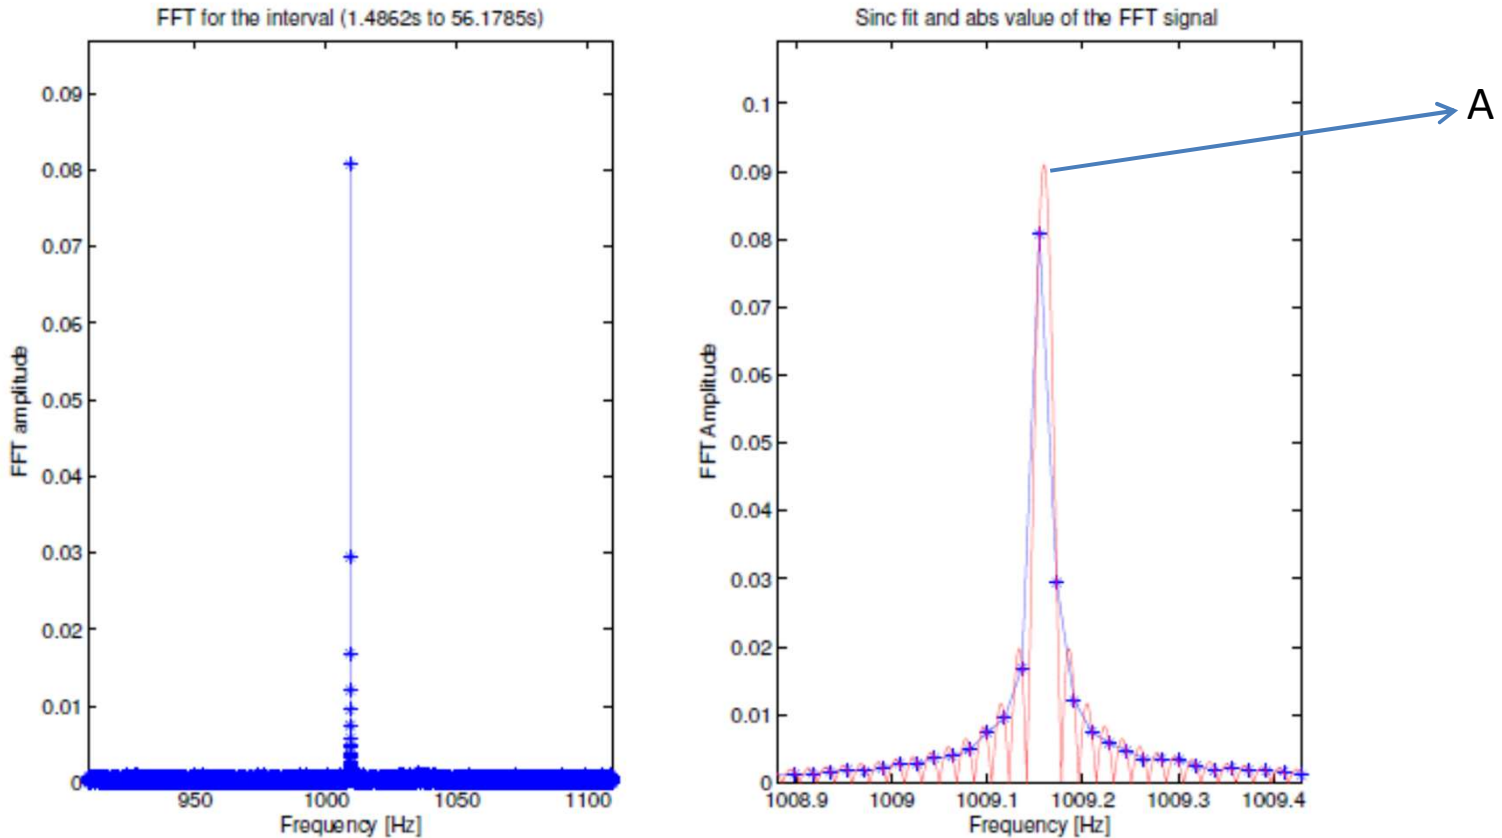 FFT for the interval (1.4862s to 56.1785s)
FFT amplitude
0.09
0.08
0.07
0.06
0.05
0.04
0.03
0.02
0.01
0
950 1000 1050 1100
Frequency [Hz]
Sinc fit and abs value of the FFT signal
FFT Amplitude
0.1
0.09
0.08
0.07
0.06
0.05
0.04
0.03
0.02
0.01
0
1008.9 1009 1009.1 1009.2 1009.3 1009.4
Frequency [Hz]
A